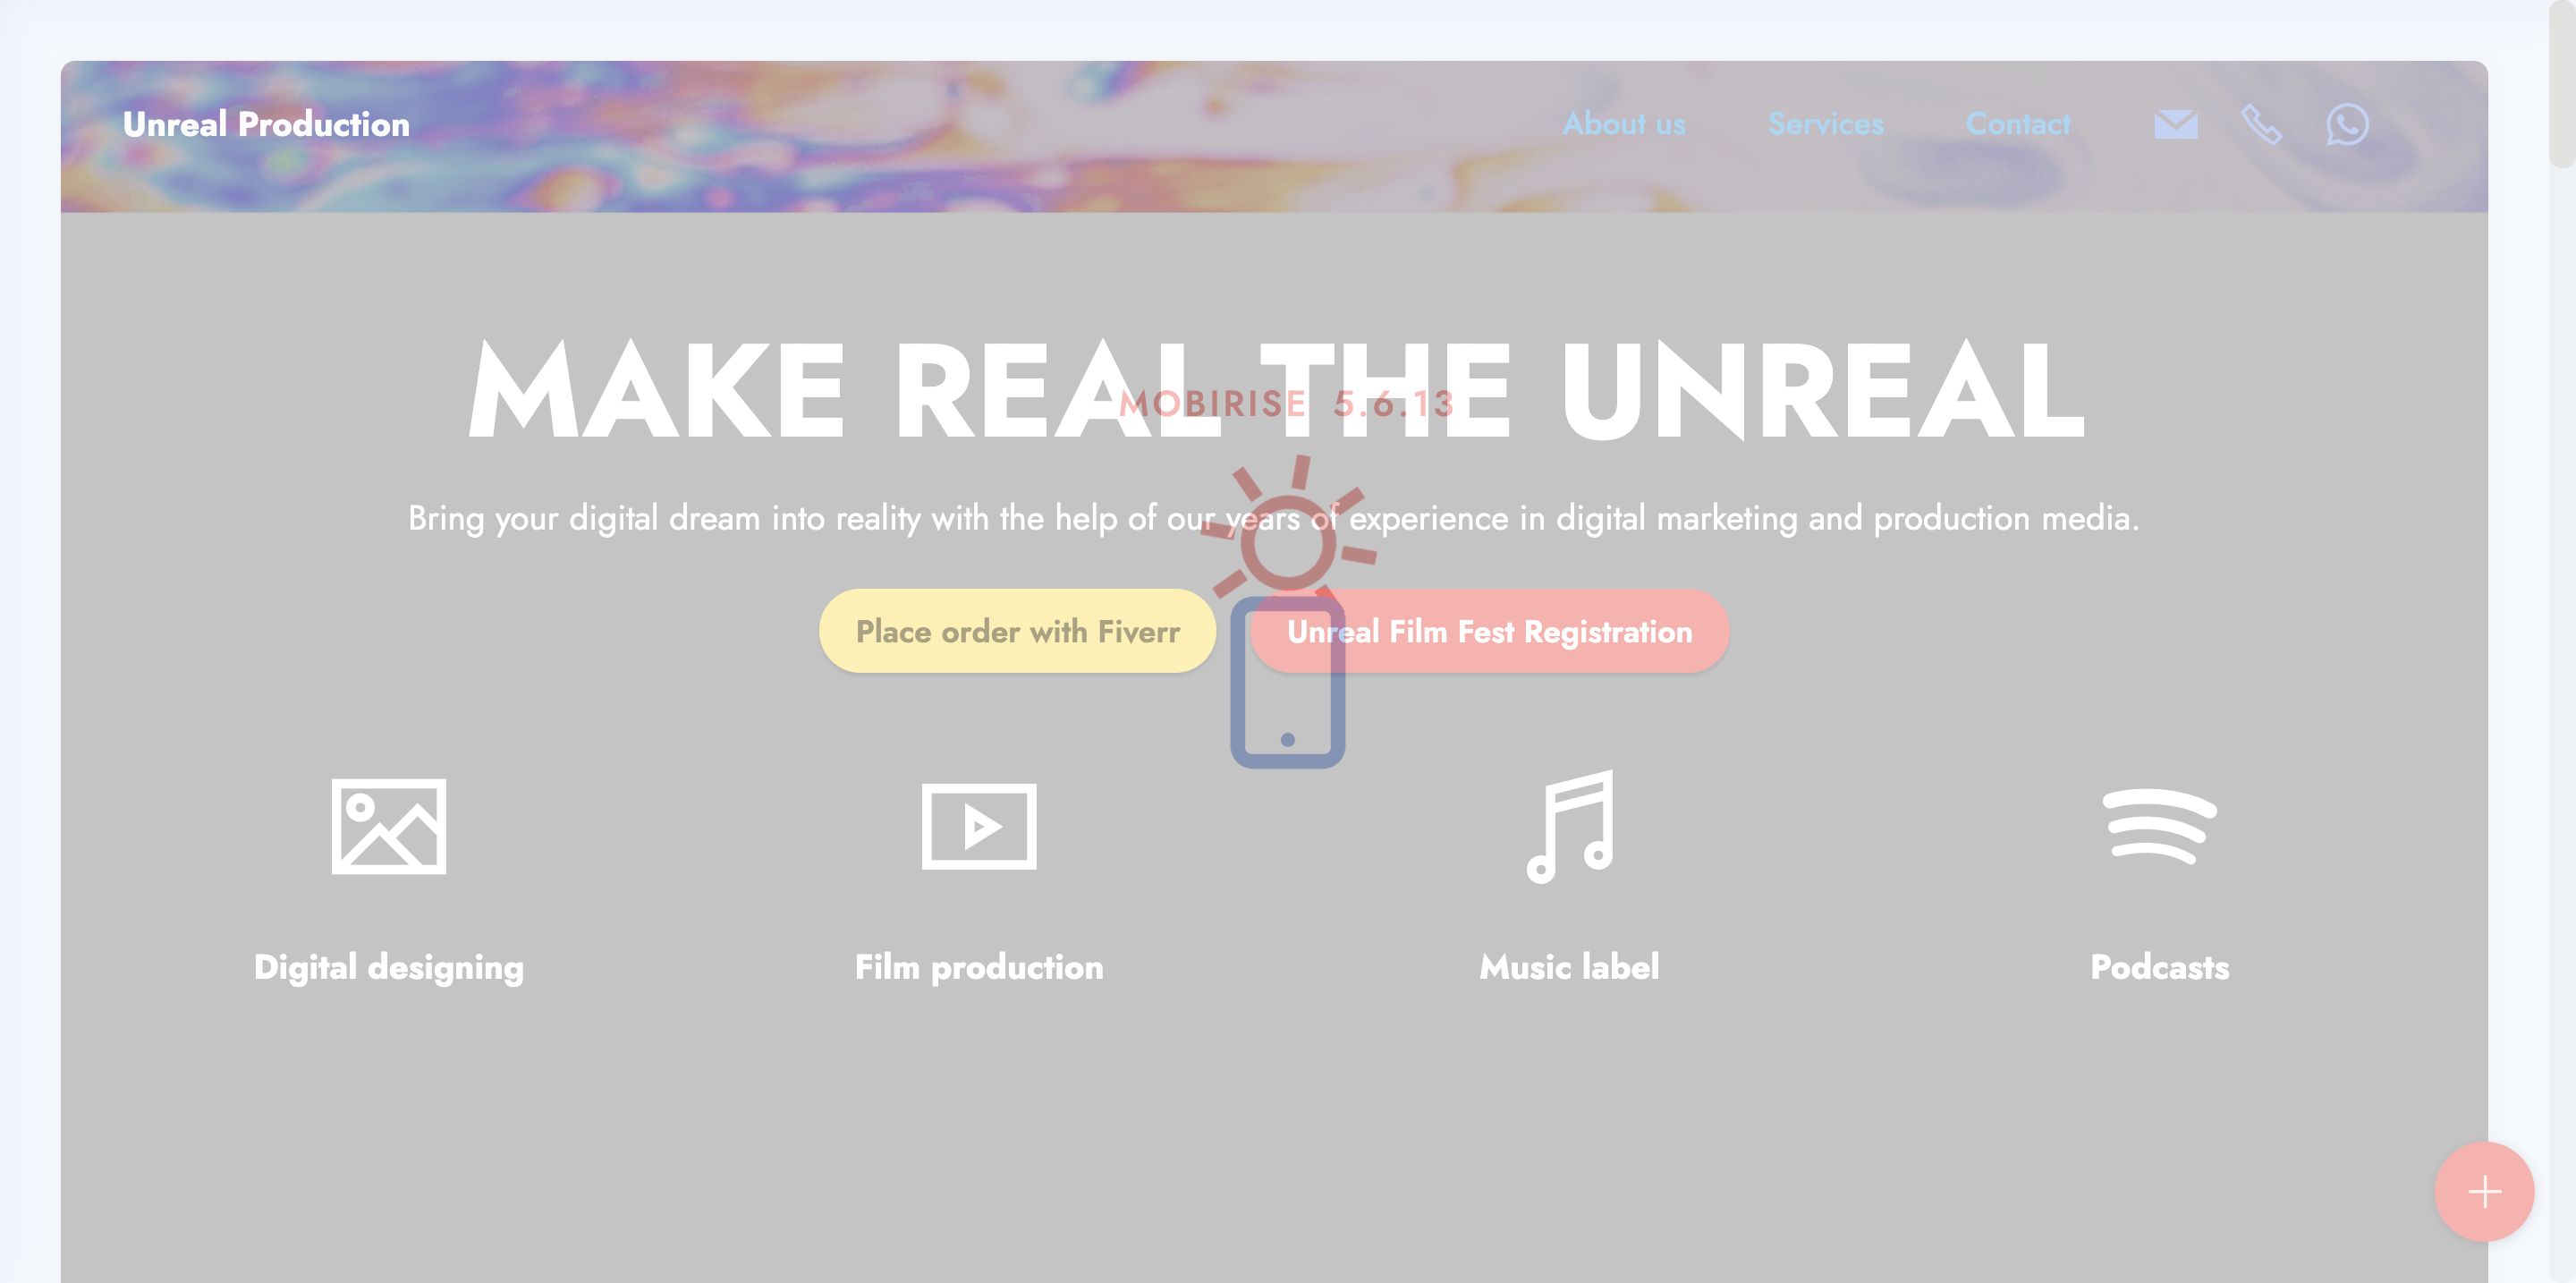 Unreal Production
About us Services Contact
MAKE REAL THE UNREAL
MOBIRISE 5.6.13
Bring your digital dream into reality with the help of our years of experience in digital marketing and production media.
Place order with Fiverr
Unreal Film Fest Registration
Digital designing
Film production
Music label
Podcasts